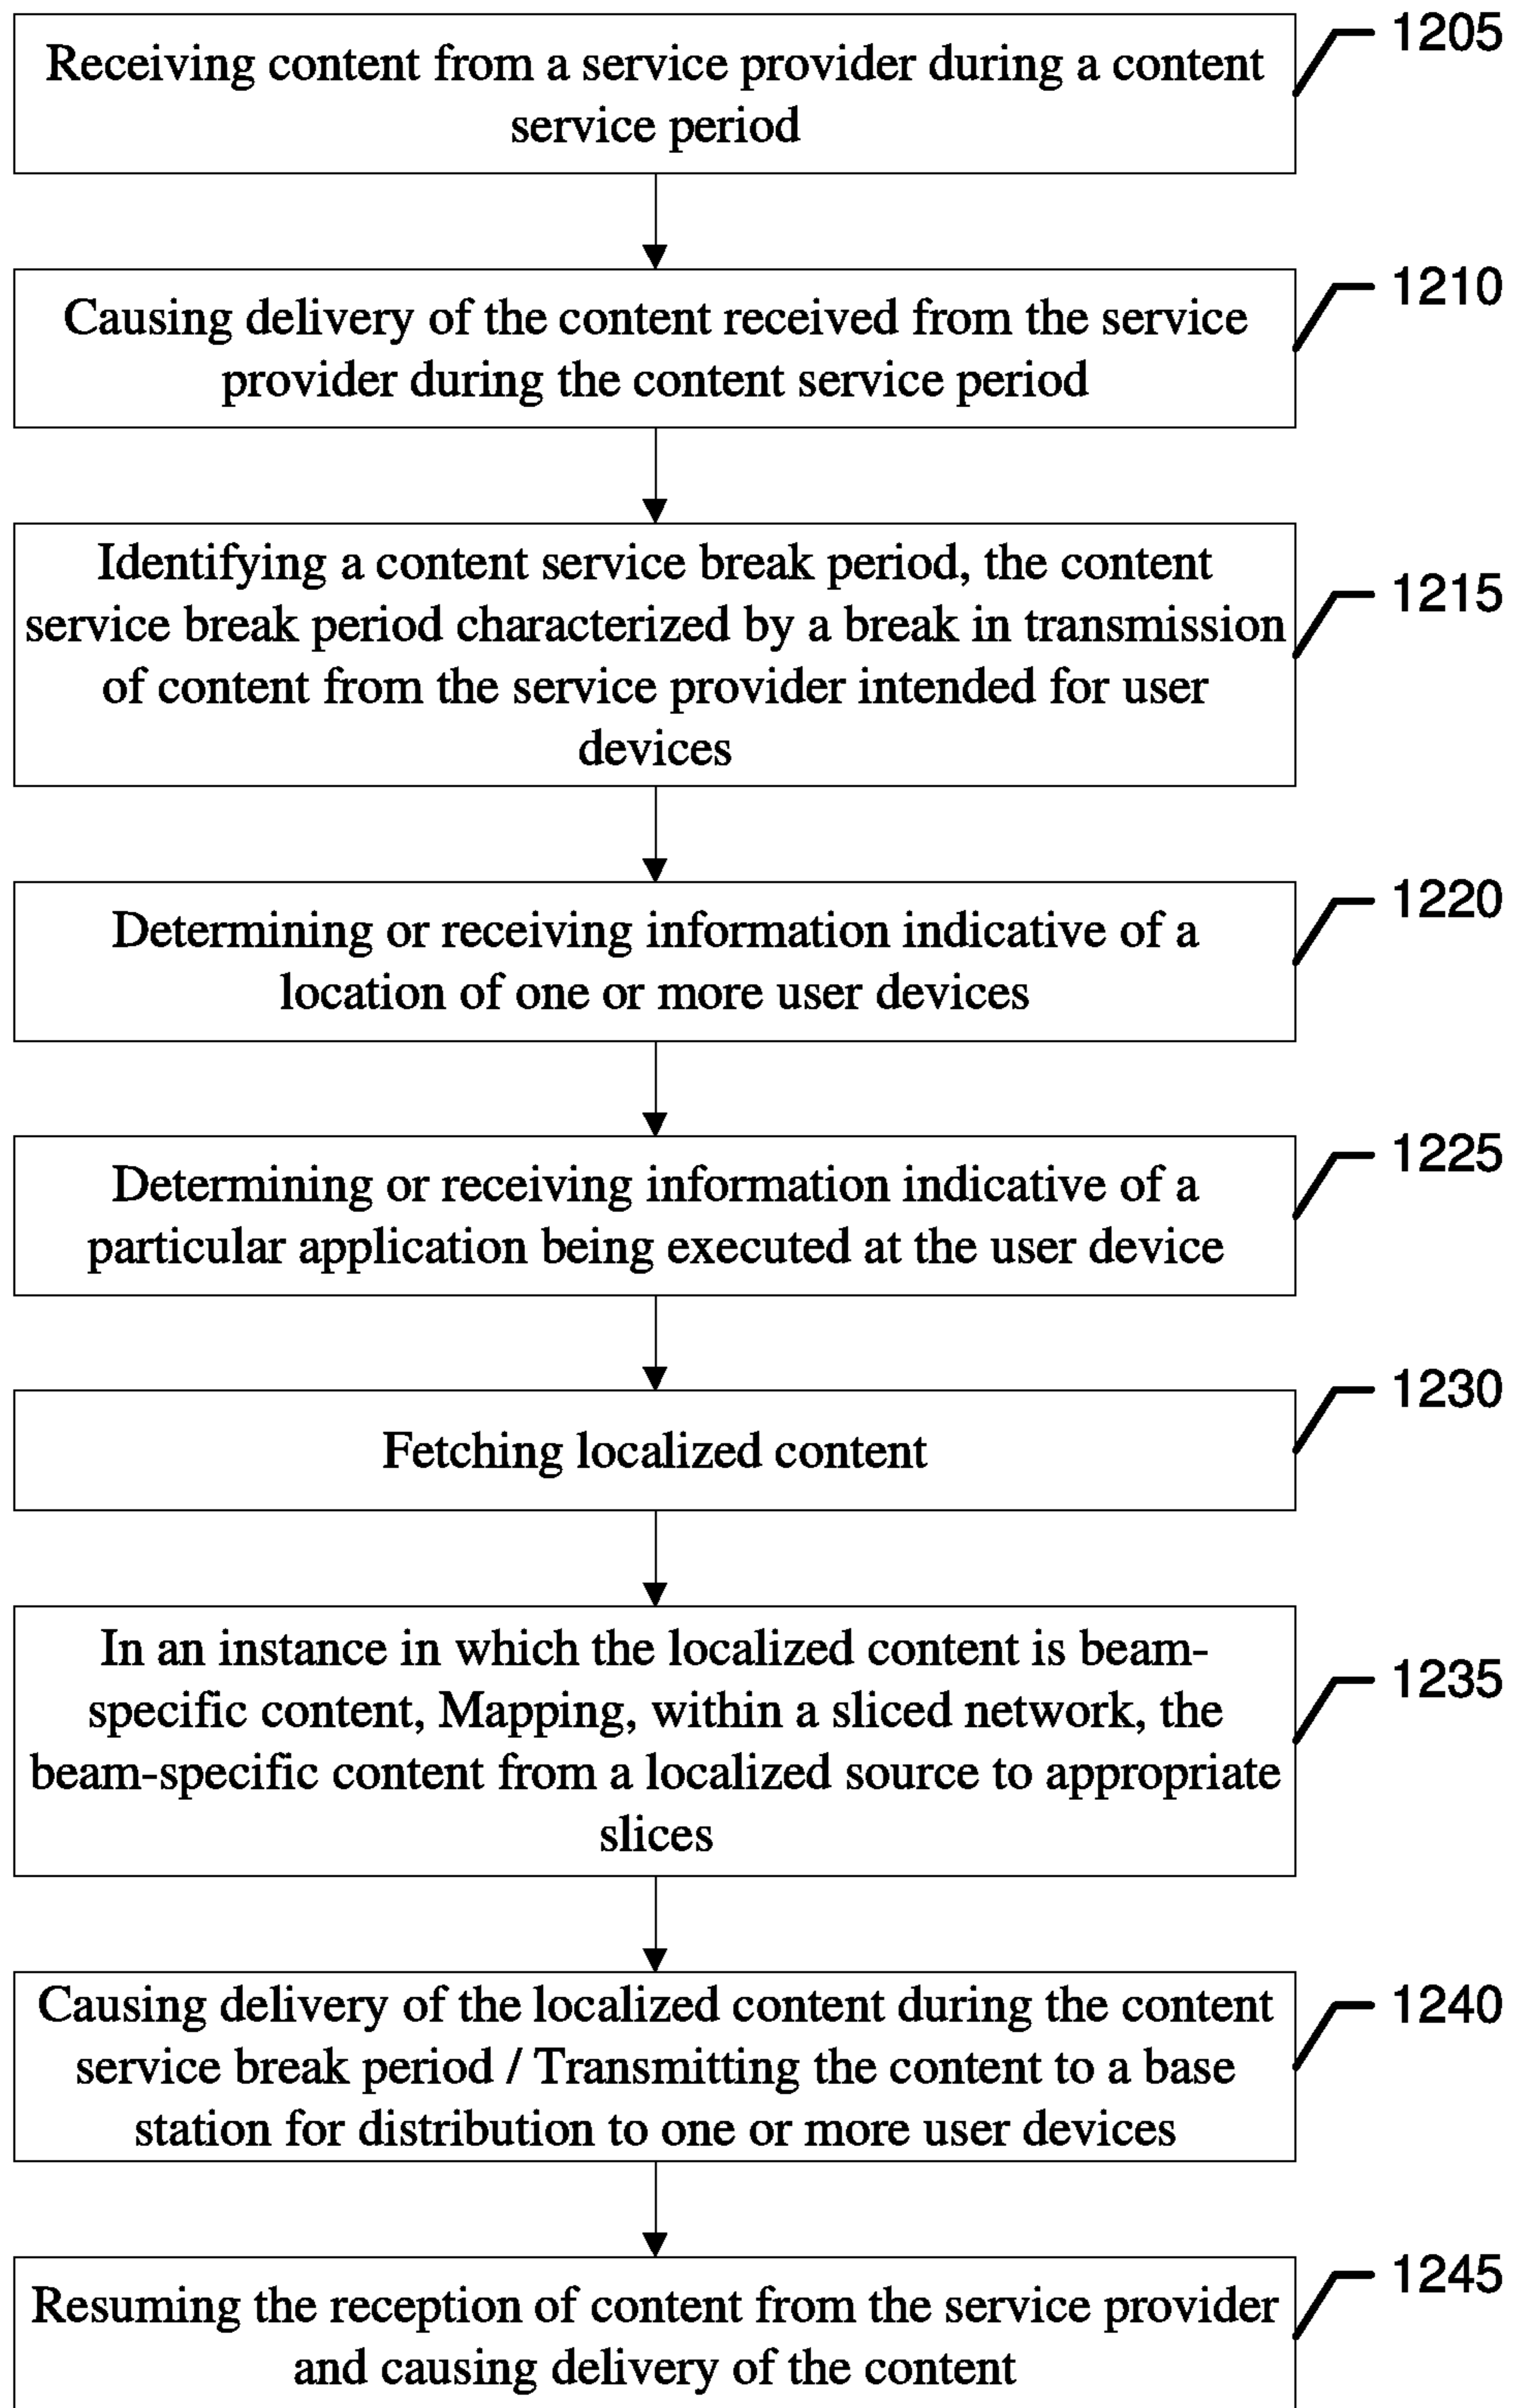 Receiving content from a service provider during a content
service period
1205
Causing delivery of the content received from the service
provider during the content service period
1210
Identifying a content service break period, the content
service break period characterized by a break in transmission
of content from the service provider intended for user
devices
1215
Determining or receiving information indicative of a
location of one or more user devices
1220
Determining or receiving information indicative of a
particular application being executed at the user device
1225
Fetching localized content
1230
In an instance in which the localized content is beam-
specific content, Mapping, within a sliced network, the
beam-specific content from a localized source to appropriate
slices
1235
Causing delivery of the localized content during the content
service break period / Transmitting the content to a base
station for distribution to one or more user devices
1240
Resuming the reception of content from the service provider
and causing delivery of the content
1245